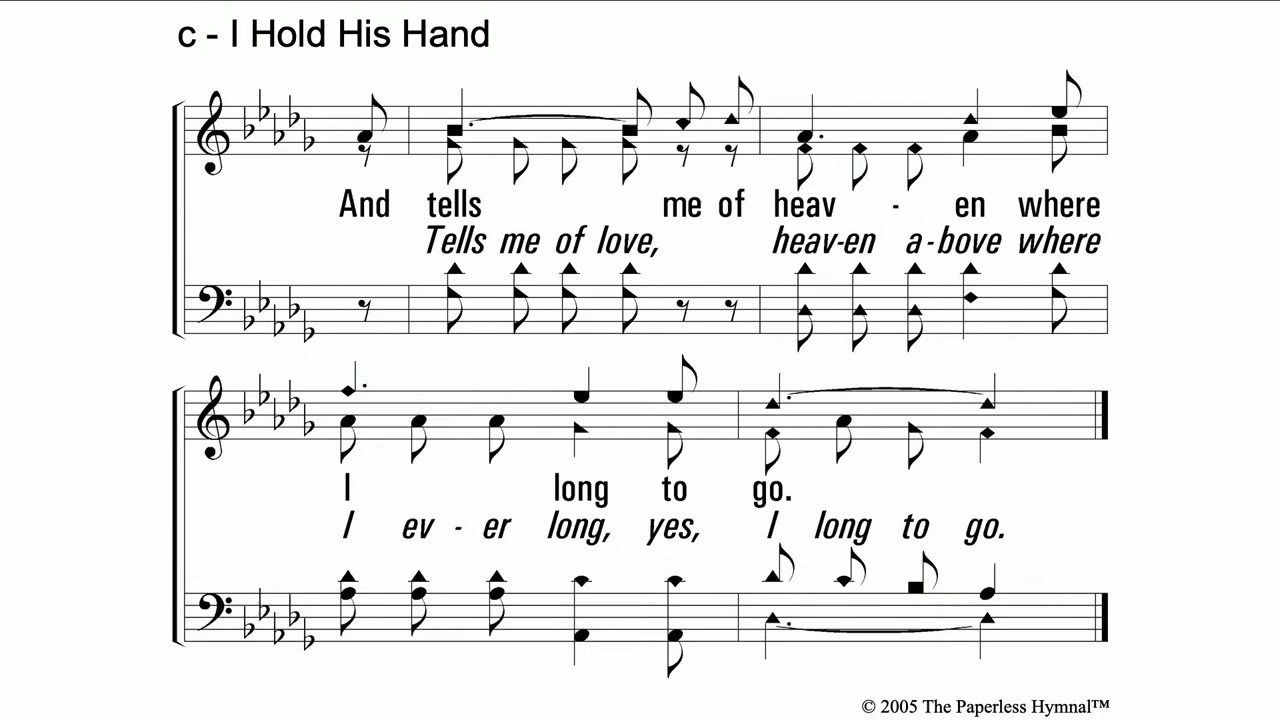 c - I Hold His Hand
And tells me of heav - en where
Tells me of love, heav-en a-bove where
I long to go.
I ev - er long, yes, I long to go.
© 2005 The Paperless Hymnal™